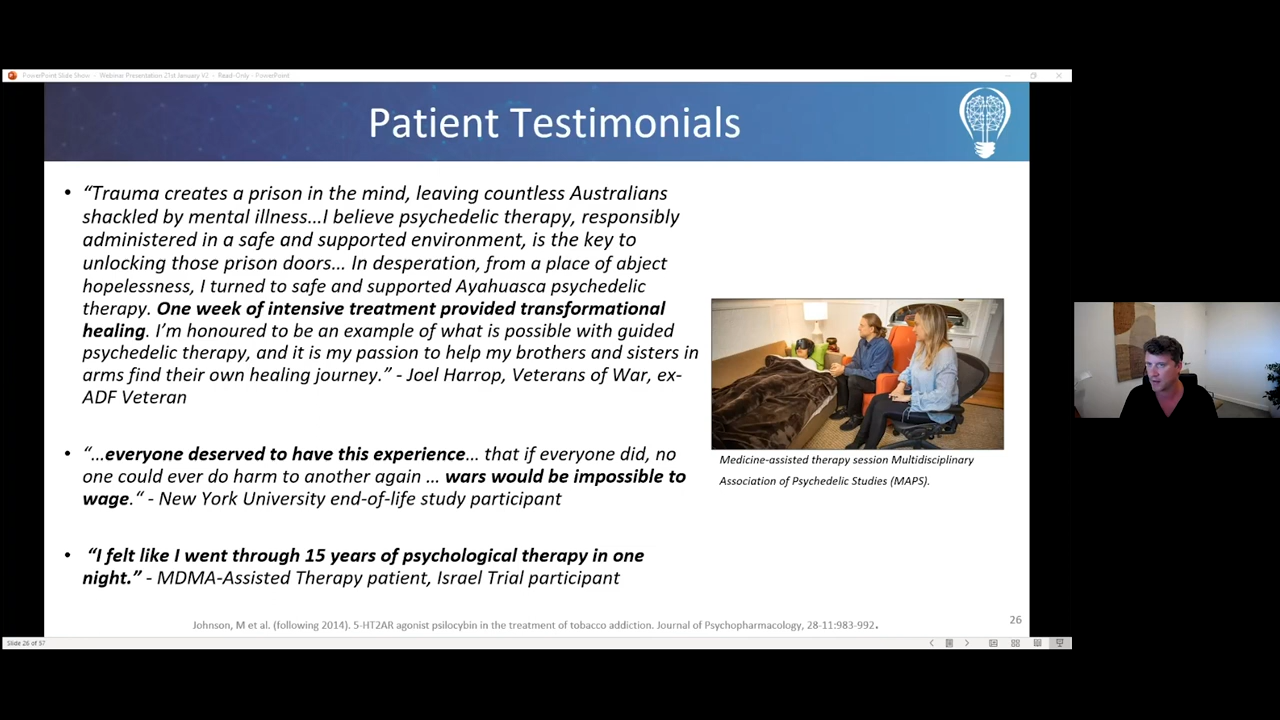 PowerPoint Slide Show - Webinar Presentation 21st January V2 - Read-Only - PowerPoint
Patient Testimonials
• “Trauma creates a prison in the mind, leaving countless Australians
shackled by mental illness…I believe psychedelic therapy, responsibly
administered in a safe and supported environment, is the key to
unlocking those prison doors… In desperation, from a place of abject
hopelessness, I turned to safe and supported Ayahuasca psychedelic
therapy. One week of intensive treatment provided transformational
healing. I’m honoured to be an example of what is possible with guided
psychedelic therapy, and it is my passion to help my brothers and sisters in
arms find their own healing journey.” - Joel Harrop, Veterans of War, ex-
ADF Veteran
• “…everyone deserved to have this experience… that if everyone did, no
one could ever do harm to another again … wars would be impossible to
wage.“ - New York University end-of-life study participant
• “I felt like I went through 15 years of psychological therapy in one
night.” - MDMA-Assisted Therapy patient, Israel Trial participant
Medicine-assisted therapy session Multidisciplinary
Association of Psychedelic Studies (MAPS).
Johnson, M et al. (following 2014). 5-HT2AR agonist psilocybin in the treatment of tobacco addiction. Journal of Psychopharmacology, 28-11:983-992.
26
Slide 26 of 57